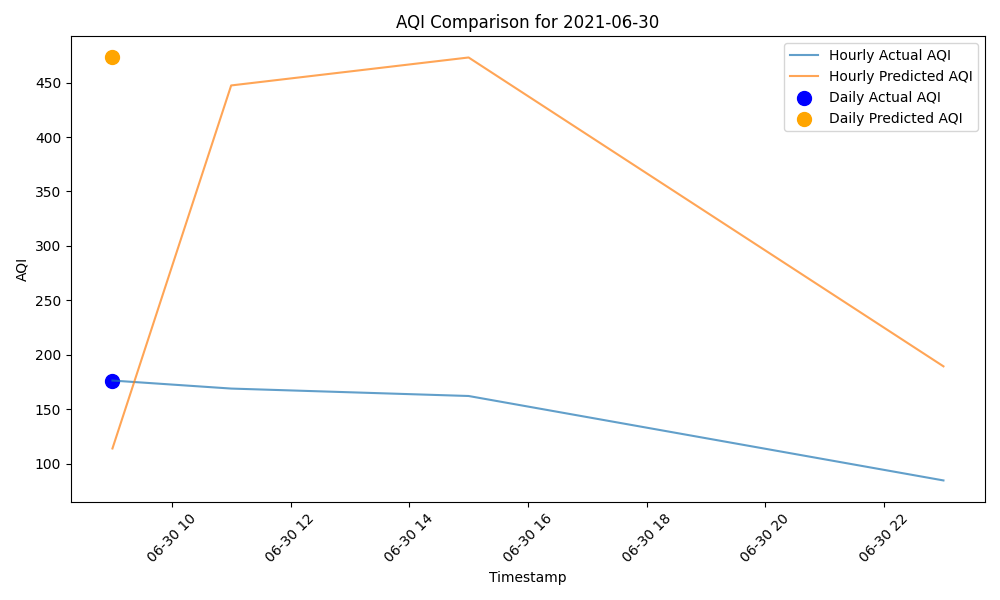 AQI Comparison for 2021-06-30
Hourly Actual AQI
Hourly Predicted AQI
Daily Actual AQI
Daily Predicted AQI
AQI
450
400
350
300
250
200
150
100
06-30 10
06-30 12
06-30 14
06-30 16
06-30 18
06-30 20
06-30 22
Timestamp